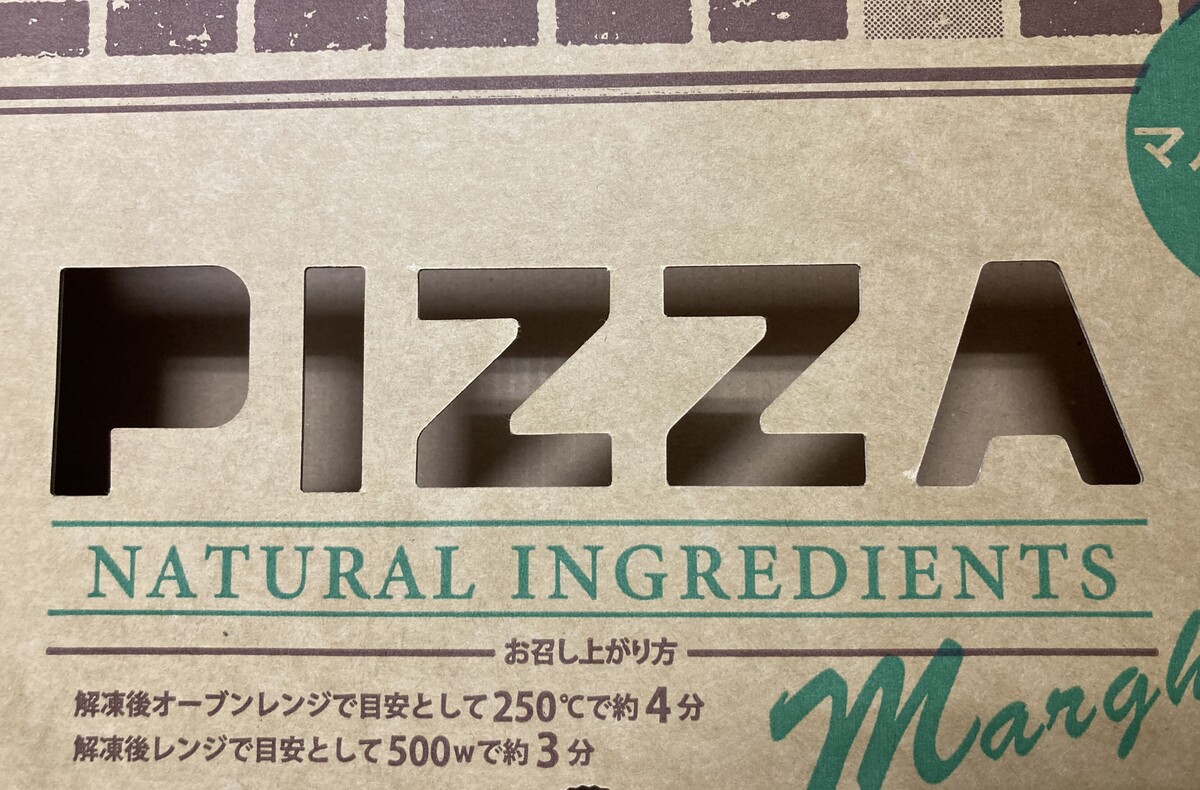 マ
PIZZA
NATURAL INGREDIENTS
お召し上がり方
解凍後オーブンレンジで目安として250℃で約4分
解凍後レンジで目安として500wで約3分
Margh